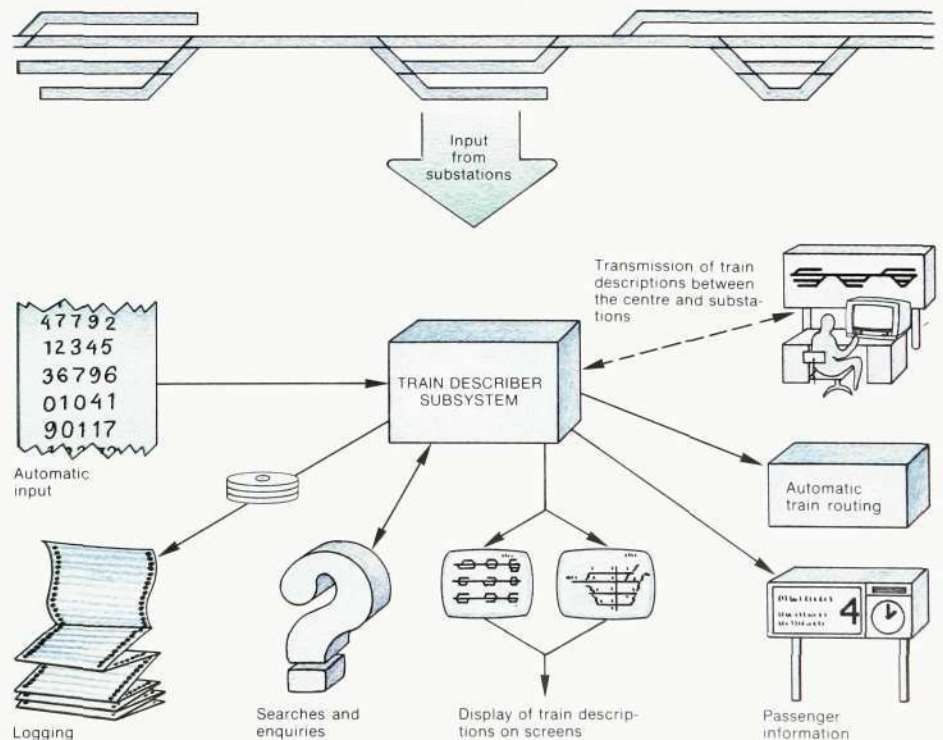 Input
from
substations
Transmission of train
descriptions between
the centre and substa-
tions
47792
12345
36796
01041
90117
Automatic
input
TRAIN DESCRIBER
SUBSYSTEM
Automatic
train routing
4
Logging
Searches and
enquiries
Display of train descrip-
tions on screens
Passenger
information